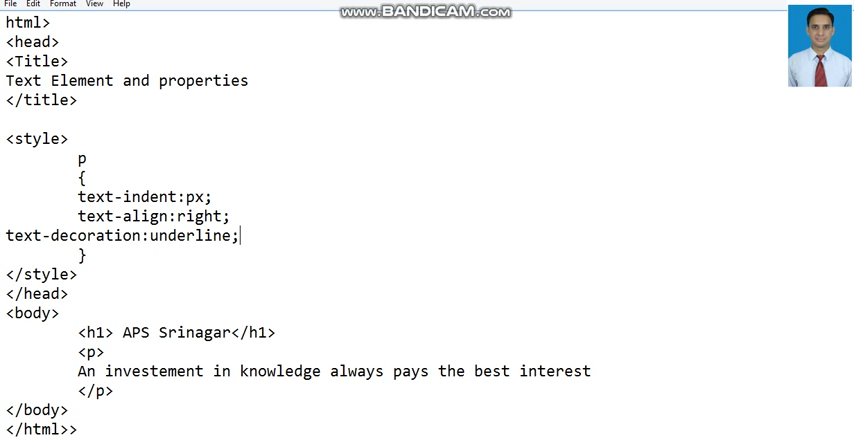 File Edit Format View Help
www.BANDICAM.com
html>
<head>
<Title>
Text Element and properties
</title>
<style>
p
{
text-indent:px;
text-align:right;
text-decoration:underline;
}
</style>
</head>
<body>
<h1> APS Srinagar</h1>
<p>
An investement in knowledge always pays the best interest
</p>
</body>
</html>>